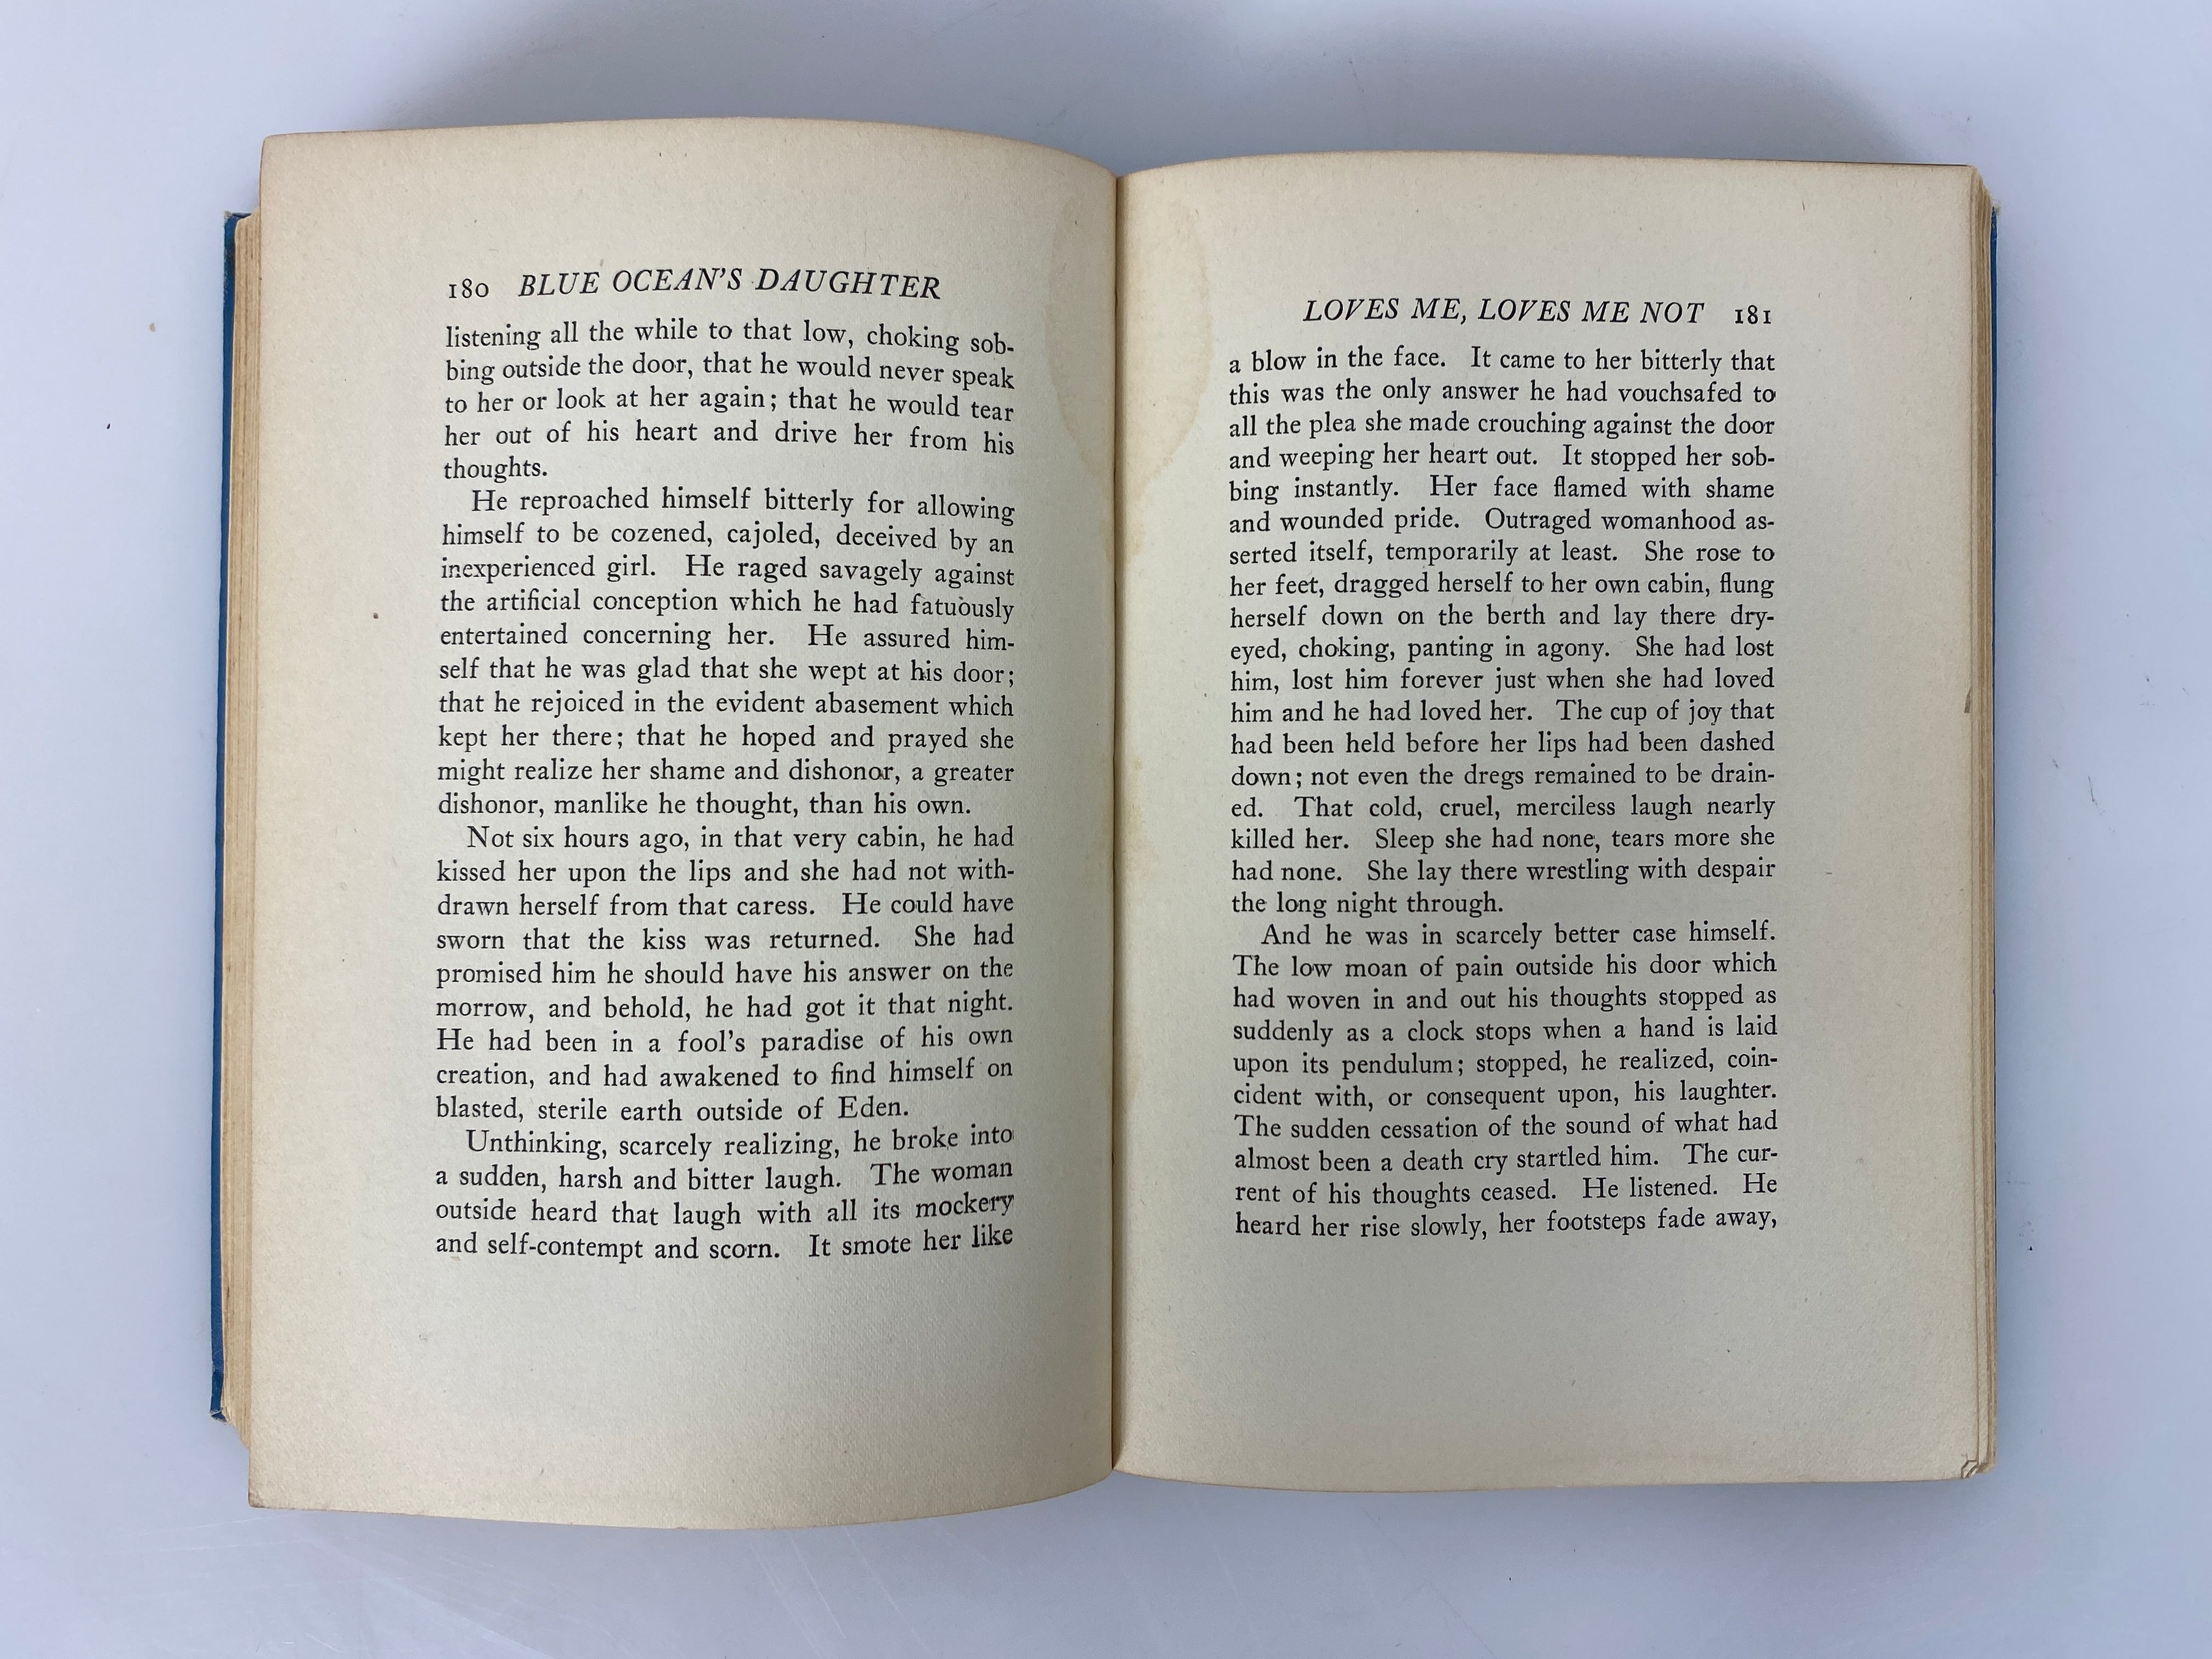 180 BLUE OCEAN'S DAUGHTER
listening all the while to that low, choking sob-
bing outside the door, that he would never speak
to her or look at her again; that he would tear
her out of his heart and drive her from his
thoughts.
He reproached himself bitterly for allowing
himself to be cozened, cajoled, deceived by an
inexperienced girl. He raged savagely against
the artificial conception which he had fatuously
entertained concerning her. He assured him-
self that he was glad that she wept at his door;
that he rejoiced in the evident abasement which
kept her there; that he hoped and prayed she
might realize her shame and dishonor, a greater
dishonor, manlike he thought, than his own.
Not six hours ago, in that very cabin, he had
kissed her upon the lips and she had not with-
drawn herself from that caress. He could have
sworn that the kiss was returned. She had
promised him he should have his answer on the
morrow, and behold, he had got it that night.
He had been in a fool's paradise of his own
creation, and had awakened to find himself on
blasted, sterile earth outside of Eden.
Unthinking, scarcely realizing, he broke into
a sudden, harsh and bitter laugh. The woman
outside heard that laugh with all its mockery
and self-contempt and scorn. It smote her like
LOVES ME, LOVES ME NOT 181
a blow in the face. It came to her bitterly that
this was the only answer he had vouchsafed to
all the plea she made crouching against the door
and weeping her heart out. It stopped her sob-
bing instantly. Her face flamed with shame
and wounded pride. Outraged womanhood as-
serted itself, temporarily at least. She rose to
her feet, dragged herself to her own cabin, flung
herself down on the berth and lay there dry-
eyed, choking, panting in agony. She had lost
him, lost him forever just when she had loved
him and he had loved her. The cup of joy that
had been held before her lips had been dashed
down; not even the dregs remained to be drain-
ed. That cold, cruel, merciless laugh nearly
killed her. Sleep she had none, tears more she
had none. She lay there wrestling with despair
the long night through.
And he was in scarcely better case himself.
The low moan of pain outside his door which
had woven in and out his thoughts stopped as
suddenly as a clock stops when a hand is laid
upon its pendulum; stopped, he realized, coin-
cident with, or consequent upon, his laughter.
The sudden cessation of the sound of what had
almost been a death cry startled him. The cur-
rent of his thoughts ceased. He listened. He
heard her rise slowly, her footsteps fade away,